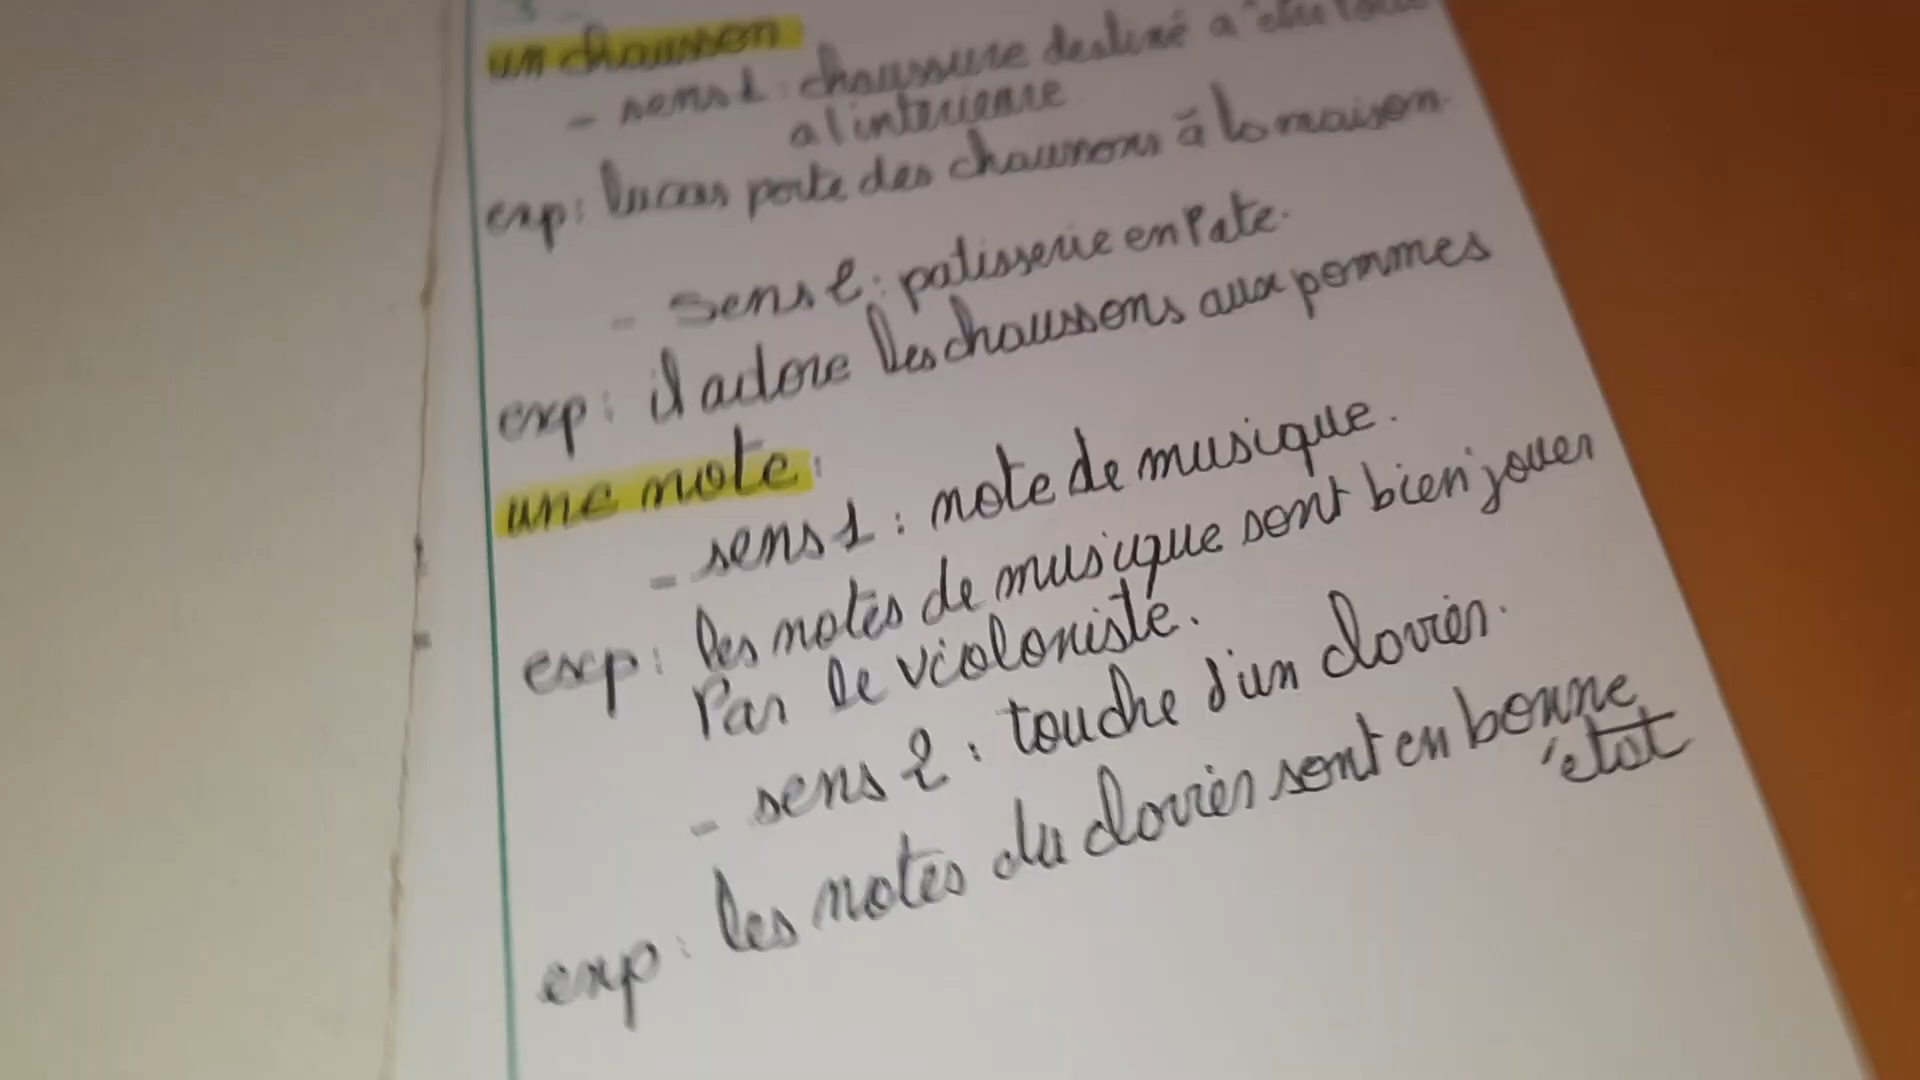 un chausson
- sens 1 : chaussure destiné a être
a l'interieure
exp : lucas porte des chaussons à la maison.
- sens 2 : patisserie en Pate.
exp : il adore les chaussons aux pommes
une note :
- sens 1 : note de musique.
exp : les notes de musique sont bien jouer
Par le violoniste.
- sens 2 : touche d'un clavier.
exp : les notes du clavier sont en bonne
état